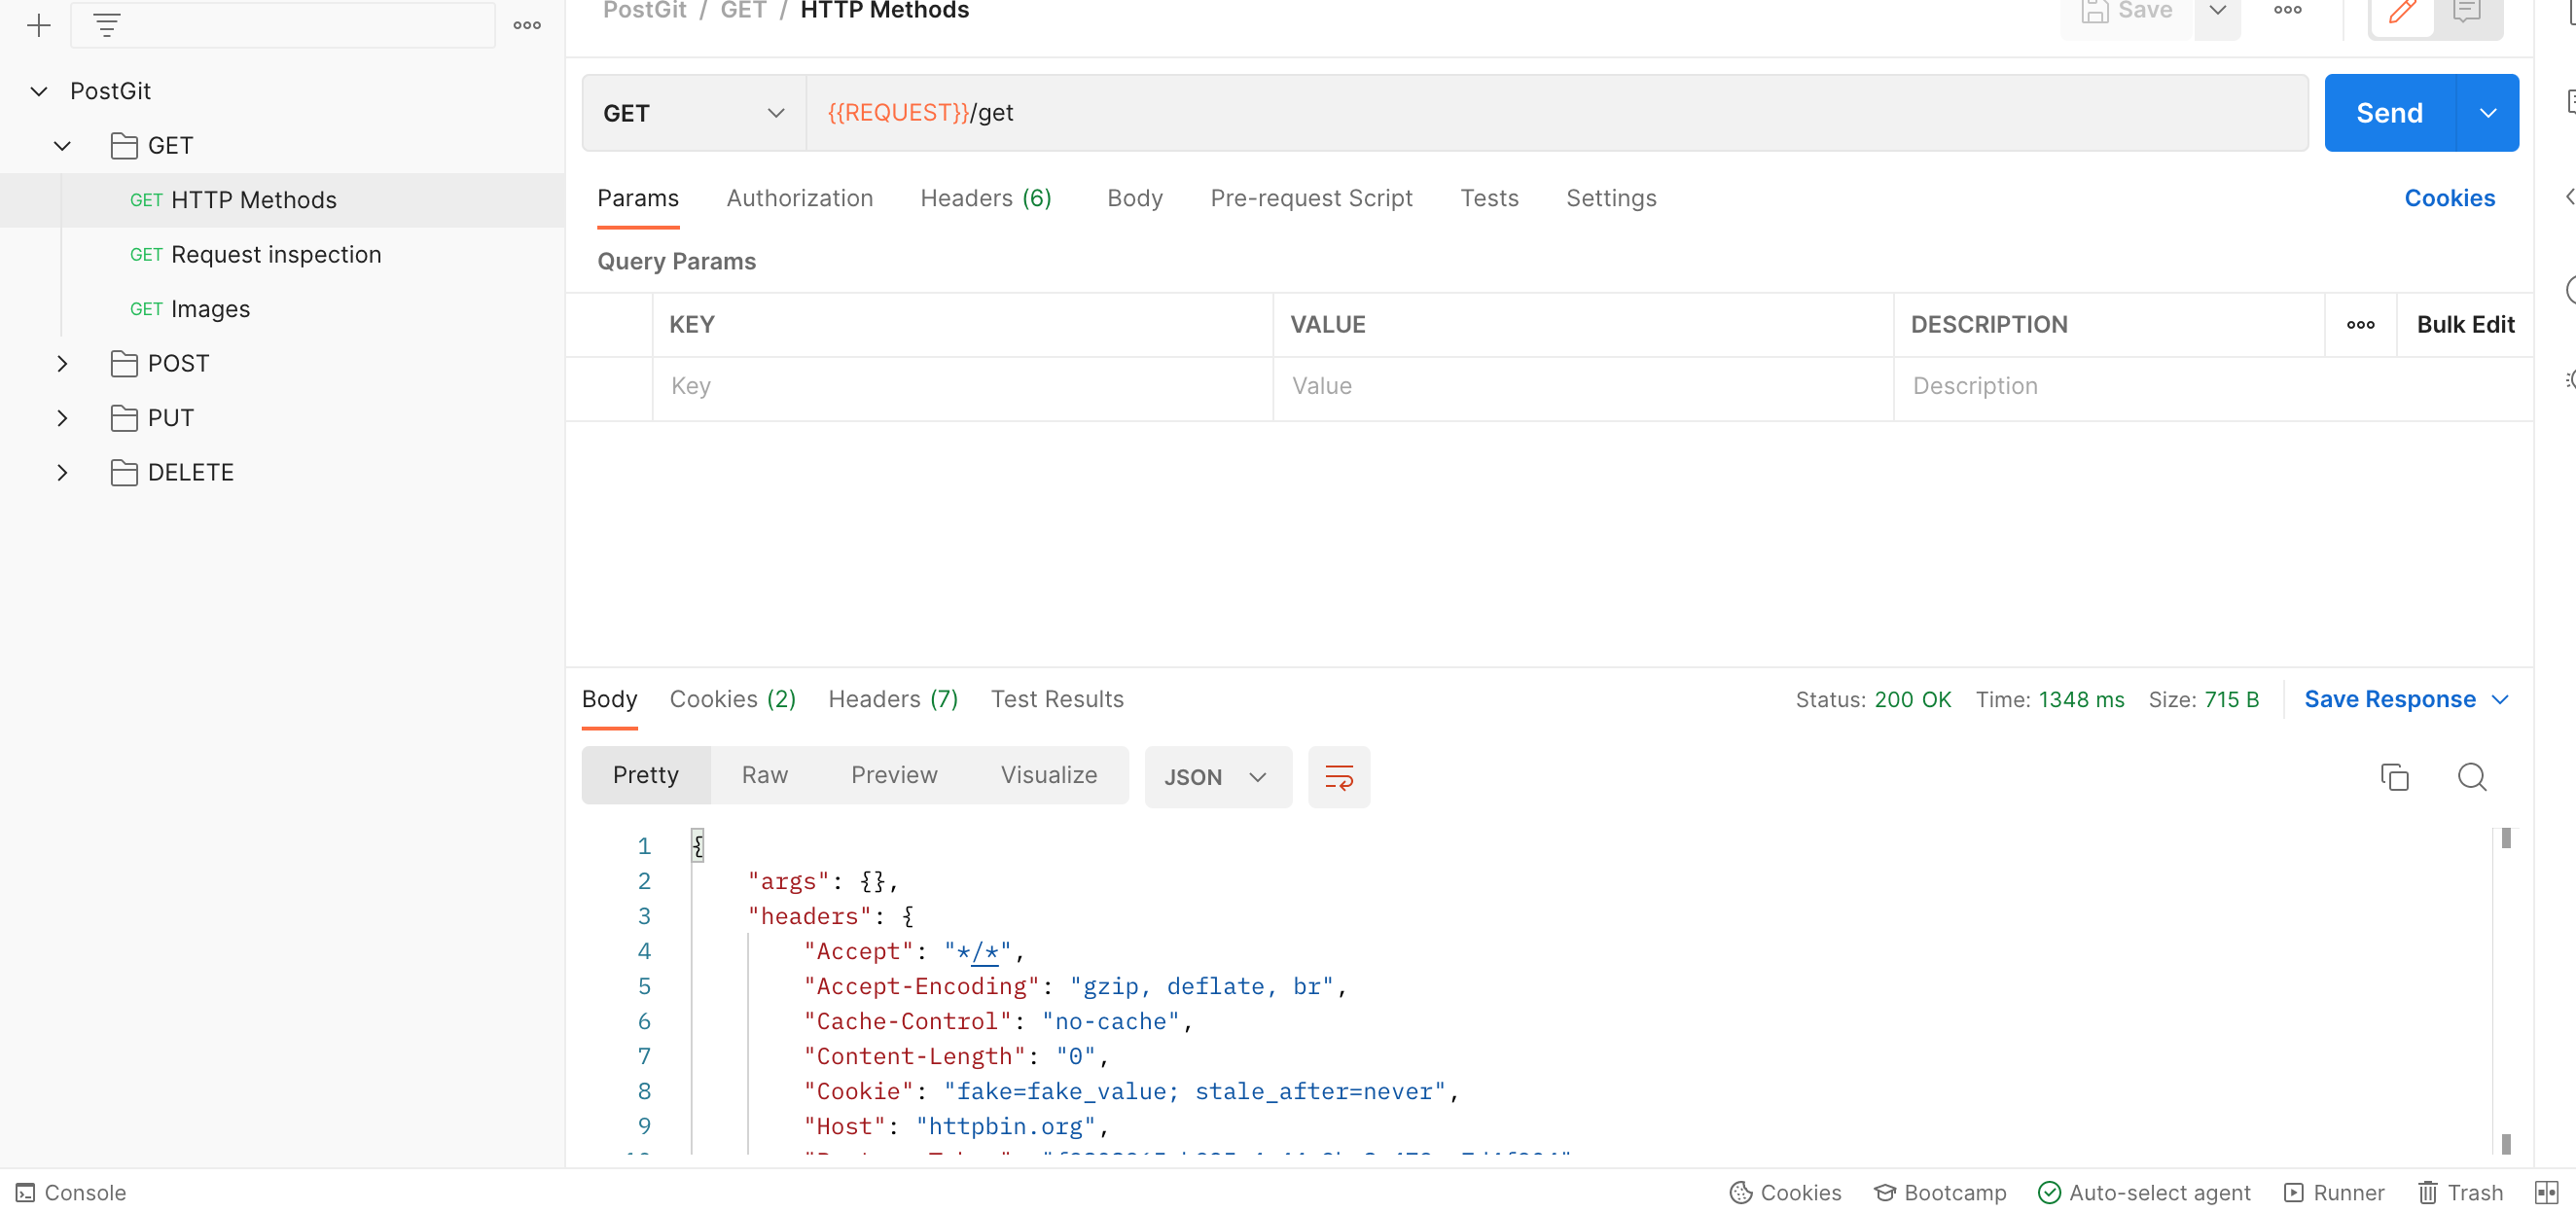 PostGit / GET / HTTP Methods
Save
PostGit
GET
GET HTTP Methods
GET Request inspection
GET Images
POST
PUT
DELETE
GET
{{REQUEST}}/get
Send
Params Authorization Headers (6) Body Pre-request Script Tests Settings Cookies
Query Params
KEY VALUE DESCRIPTION Bulk Edit
Key Value Description
Body Cookies (2) Headers (7) Test Results Status: 200 OK Time: 1348 ms Size: 715 B Save Response
Pretty Raw Preview Visualize JSON
1 {
2 "args": {},
3 "headers": {
4 "Accept": "*/*",
5 "Accept-Encoding": "gzip, deflate, br",
6 "Cache-Control": "no-cache",
7 "Content-Length": "0",
8 "Cookie": "fake=fake_value; stale_after=never",
9 "Host": "httpbin.org",
Console Cookies Bootcamp Auto-select agent Runner Trash